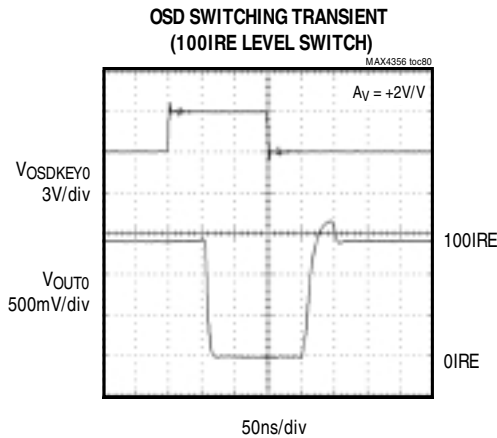 OSD SWITCHING TRANSIENT
(100IRE LEVEL SWITCH)
MAX4356 toc80
AV = +2V/V
VOSDKEY0
3V/div
100IRE
VOUT0
500mV/div
0IRE
50ns/div